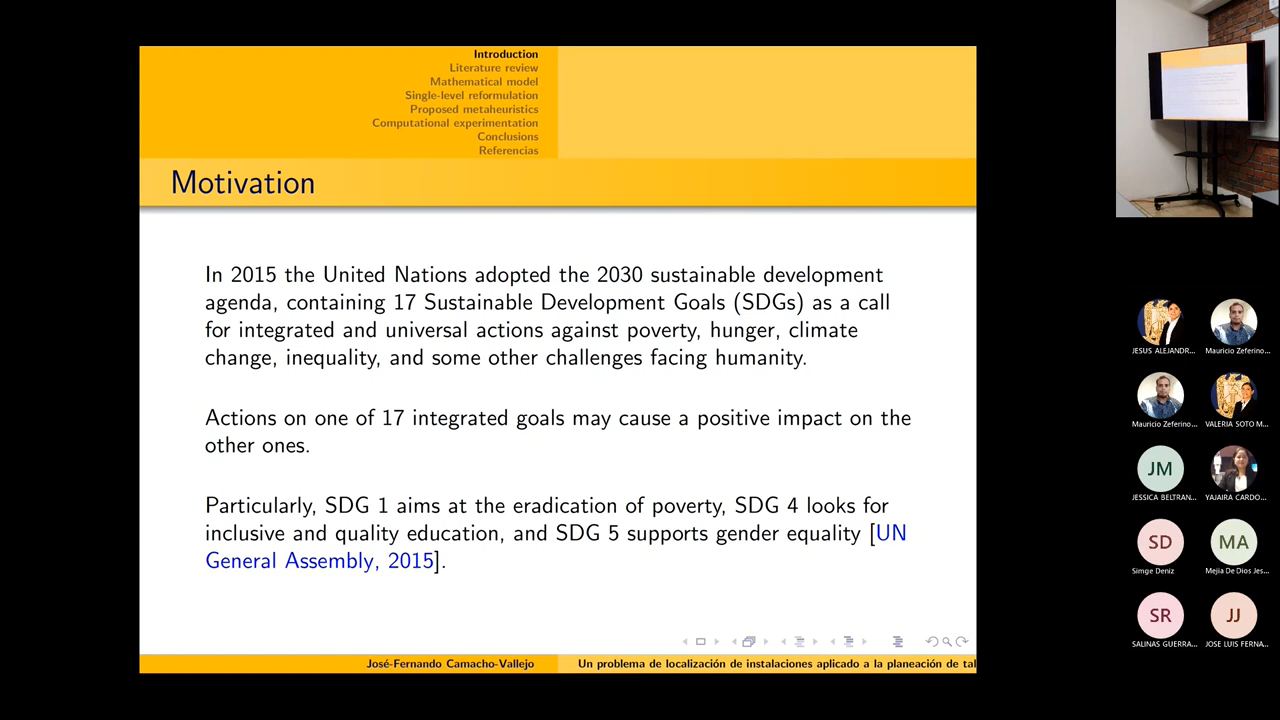 Introduction
Literature review
Mathematical model
Single-level reformulation
Proposed metaheuristics
Computational experimentation
Conclusions
Referencias
Motivation
In 2015 the United Nations adopted the 2030 sustainable development
agenda, containing 17 Sustainable Development Goals (SDGs) as a call
for integrated and universal actions against poverty, hunger, climate
change, inequality, and some other challenges facing humanity.
Actions on one of 17 integrated goals may cause a positive impact on the
other ones.
Particularly, SDG 1 aims at the eradication of poverty, SDG 4 looks for
inclusive and quality education, and SDG 5 supports gender equality [UN
General Assembly, 2015].
José-Fernando Camacho-Vallejo
Un problema de localización de instalaciones aplicado a la planeación de tal
JESUS ALEJANDR...
Mauricio Zeferino...
Mauricio Zeferino...
VALERIA SOTO M...
JM
JESSICA BELTRAN...
YAJAIRA CARDO...
SD
Simge Deniz
MA
Mejía De Dios Jes...
SR
SALINAS GUERRA...
JJ
JOSE LUIS FERNA...